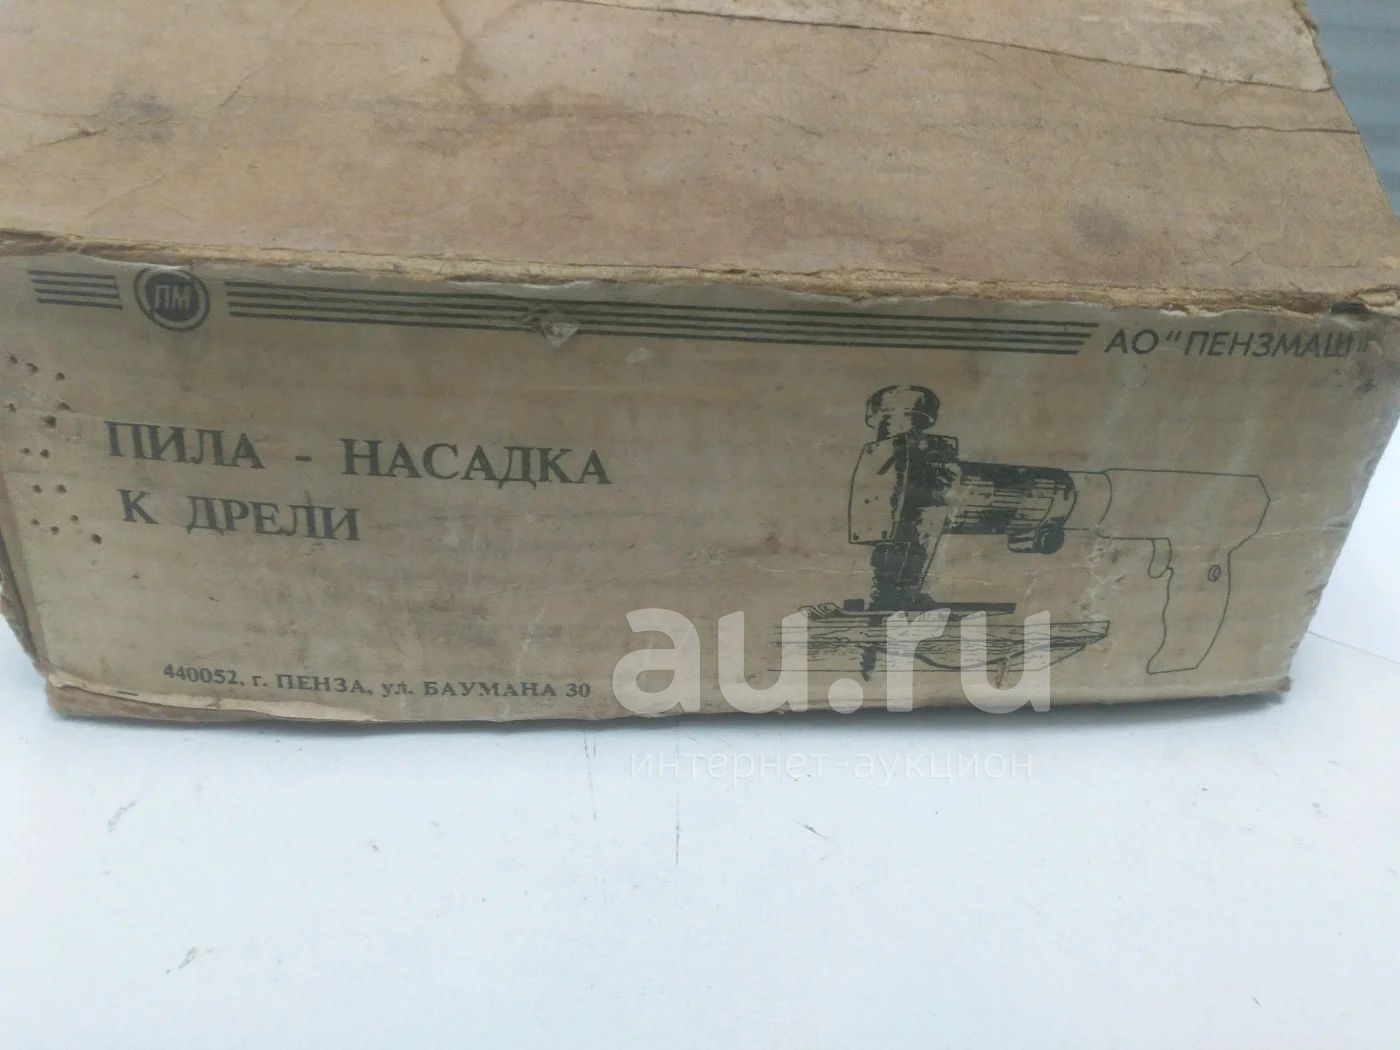 ПМ
АО "ПЕНЗМАШ"
ПИЛА - НАСАДКА
К ДРЕЛИ
440052, г. ПЕНЗА, ул. БАУМАНА 30
au.ru
интернет-аукцион